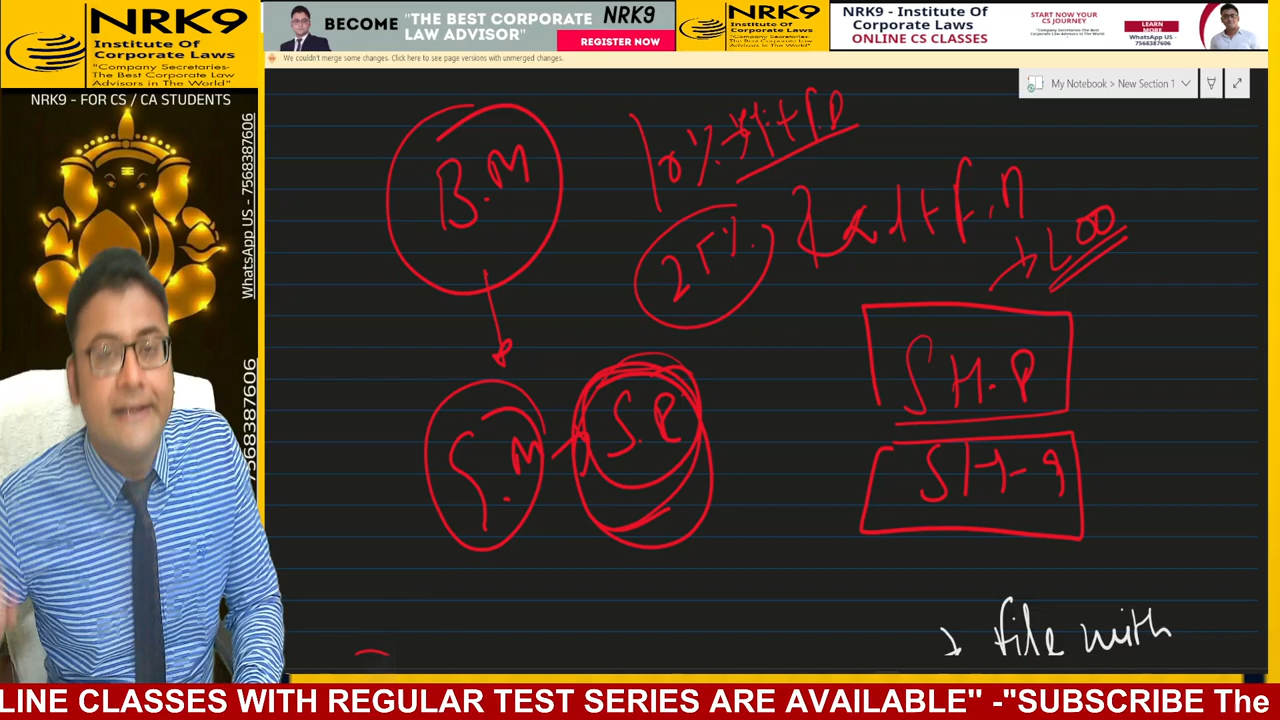 NRK9
Institute Of
Corporate Laws
"Company Secretaries-
The Best Corporate Law
Advisors in The World"
NRK9 - FOR CS / CA STUDENTS
WhatsApp US - 7568387606
7568387606
BECOME "THE BEST CORPORATE
LAW ADVISOR"
NRK9
REGISTER NOW
NRK9
Institute Of
Corporate Laws
NRK9 - Institute Of
Corporate Laws
ONLINE CS CLASSES
START NOW YOUR
CS JOURNEY
LEARN
MORE
WhatsApp US -
7568387606
We couldn't merge some changes. Click here to see page versions with unmerged changes.
My Notebook > New Section 1
B.M
25%.
S.R
file with
LINE CLASSES WITH REGULAR TEST SERIES ARE AVAILABLE" -"SUBSCRIBE The